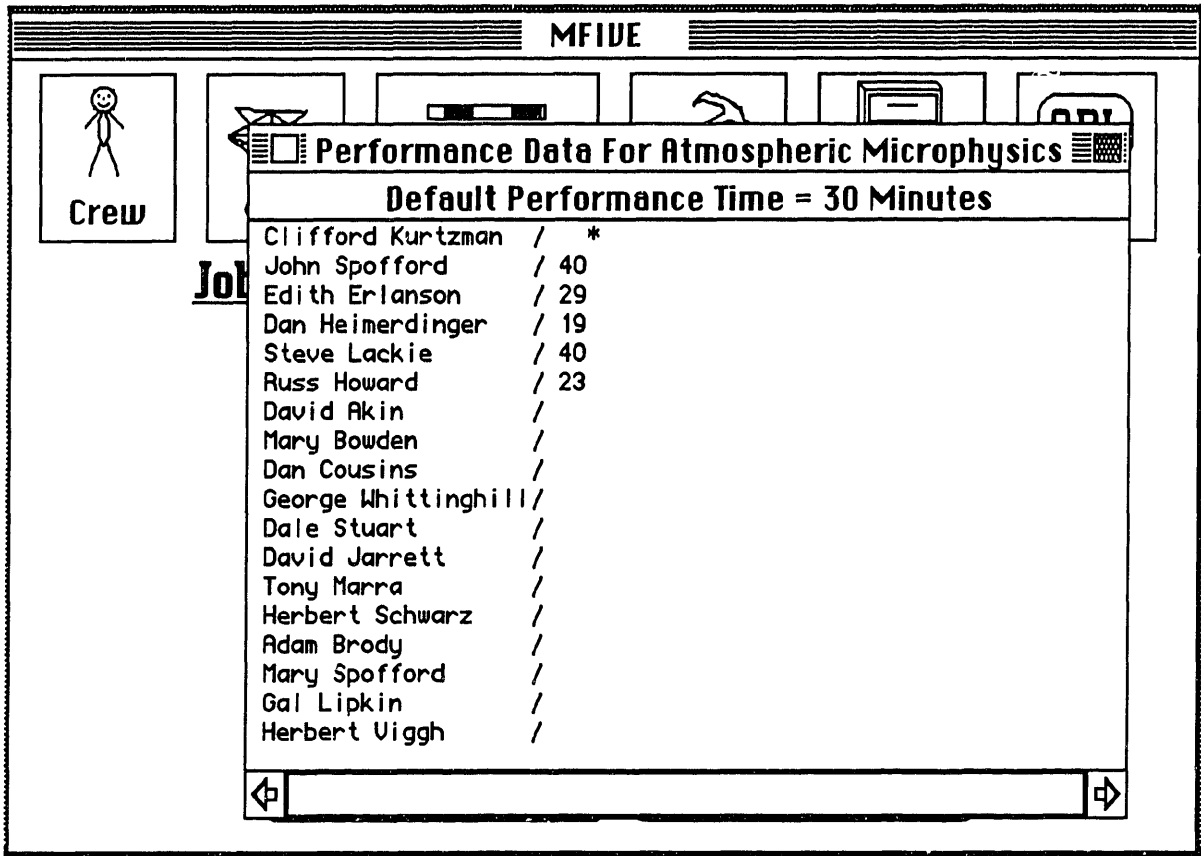 MFIVE
Crew
Performance Data For Atmospheric Microphysics
Default Performance Time = 30 Minutes
Clifford Kurtzman / *
John Spofford / 40
Edith Erlanson / 29
Dan Heimerdinger / 19
Steve Lackie / 40
Russ Howard / 23
David Akin /
Mary Bowden /
Dan Cousins /
George Whittinghill/
Dale Stuart /
David Jarrett /
Tony Marra /
Herbert Schwarz /
Adam Brody /
Mary Spofford /
Gal Lipkin /
Herbert Viggh /